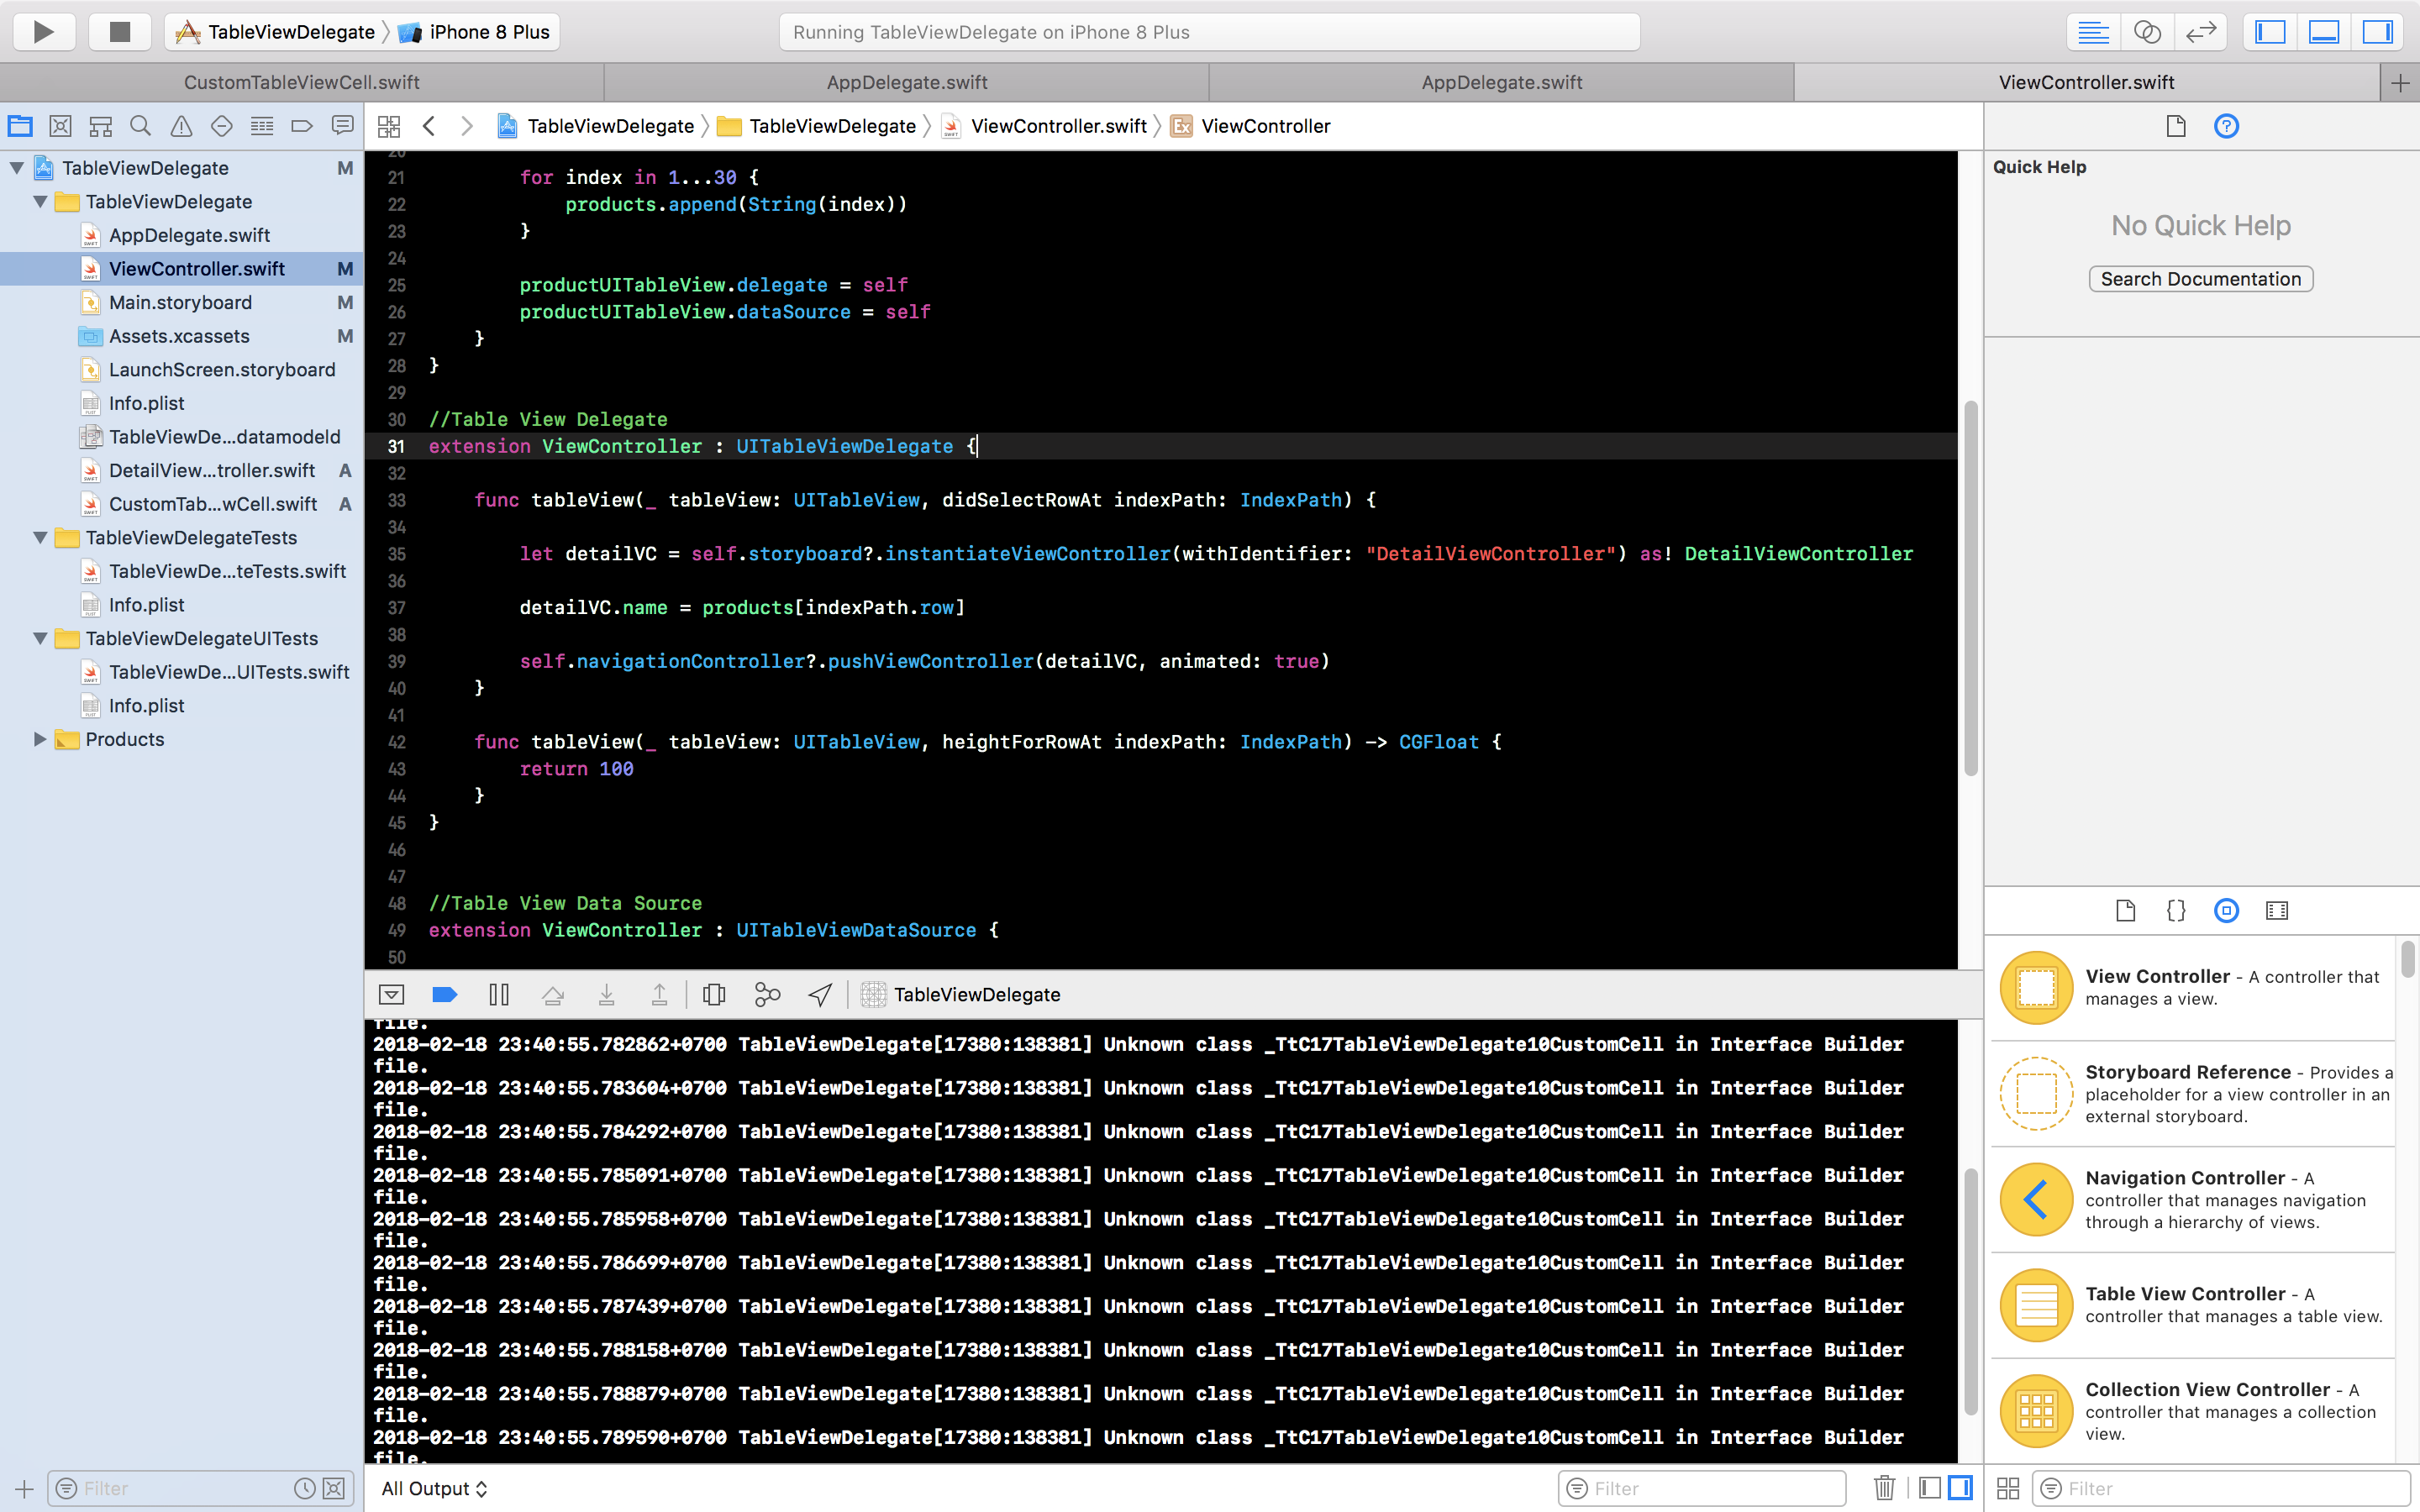 TableViewDelegate
iPhone 8 Plus
Running TableViewDelegate on iPhone 8 Plus
CustomTableViewCell.swift
AppDelegate.swift
AppDelegate.swift
ViewController.swift
TableViewDelegate
TableViewDelegate
ViewController.swift
Ex
ViewController
TableViewDelegate M
TableViewDelegate
AppDelegate.swift
ViewController.swift M
Main.storyboard M
Assets.xcassets M
LaunchScreen.storyboard
Info.plist
TableViewDe...datamodeld
DetailView...troller.swift A
CustomTab...wCell.swift A
TableViewDelegateTests
TableViewDe...teTests.swift
Info.plist
TableViewDelegateUITests
TableViewDe...UITests.swift
Info.plist
Products
Filter
20
21 for index in 1...30 {
22 products.append(String(index))
23 }
24
25 productUITableView.delegate = self
26 productUITableView.dataSource = self
27 }
28 }
29
30 //Table View Delegate
31 extension ViewController : UITableViewDelegate {
32
33 func tableView(_ tableView: UITableView, didSelectRowAt indexPath: IndexPath) {
34
35 let detailVC = self.storyboard?.instantiateViewController(withIdentifier: "DetailViewController") as! DetailViewController
36
37 detailVC.name = products[indexPath.row]
38
39 self.navigationController?.pushViewController(detailVC, animated: true)
40 }
41
42 func tableView(_ tableView: UITableView, heightForRowAt indexPath: IndexPath) -> CGFloat {
43 return 100
44 }
45 }
46
47
48 //Table View Data Source
49 extension ViewController : UITableViewDataSource {
50
TableViewDelegate
file.
2018-02-18 23:40:55.782862+0700 TableViewDelegate[17380:138381] Unknown class _TtC17TableViewDelegate10CustomCell in Interface Builder
file.
2018-02-18 23:40:55.783604+0700 TableViewDelegate[17380:138381] Unknown class _TtC17TableViewDelegate10CustomCell in Interface Builder
file.
2018-02-18 23:40:55.784292+0700 TableViewDelegate[17380:138381] Unknown class _TtC17TableViewDelegate10CustomCell in Interface Builder
file.
2018-02-18 23:40:55.785091+0700 TableViewDelegate[17380:138381] Unknown class _TtC17TableViewDelegate10CustomCell in Interface Builder
file.
2018-02-18 23:40:55.785958+0700 TableViewDelegate[17380:138381] Unknown class _TtC17TableViewDelegate10CustomCell in Interface Builder
file.
2018-02-18 23:40:55.786699+0700 TableViewDelegate[17380:138381] Unknown class _TtC17TableViewDelegate10CustomCell in Interface Builder
file.
2018-02-18 23:40:55.787439+0700 TableViewDelegate[17380:138381] Unknown class _TtC17TableViewDelegate10CustomCell in Interface Builder
file.
2018-02-18 23:40:55.788158+0700 TableViewDelegate[17380:138381] Unknown class _TtC17TableViewDelegate10CustomCell in Interface Builder
file.
2018-02-18 23:40:55.788879+0700 TableViewDelegate[17380:138381] Unknown class _TtC17TableViewDelegate10CustomCell in Interface Builder
file.
2018-02-18 23:40:55.789590+0700 TableViewDelegate[17380:138381] Unknown class _TtC17TableViewDelegate10CustomCell in Interface Builder
file.
All Output
Filter
Quick Help
No Quick Help
Search Documentation
View Controller - A controller that
manages a view.
Storyboard Reference - Provides a
placeholder for a view controller in an
external storyboard.
Navigation Controller - A
controller that manages navigation
through a hierarchy of views.
Table View Controller - A
controller that manages a table view.
Collection View Controller - A
controller that manages a collection
view.
Filter